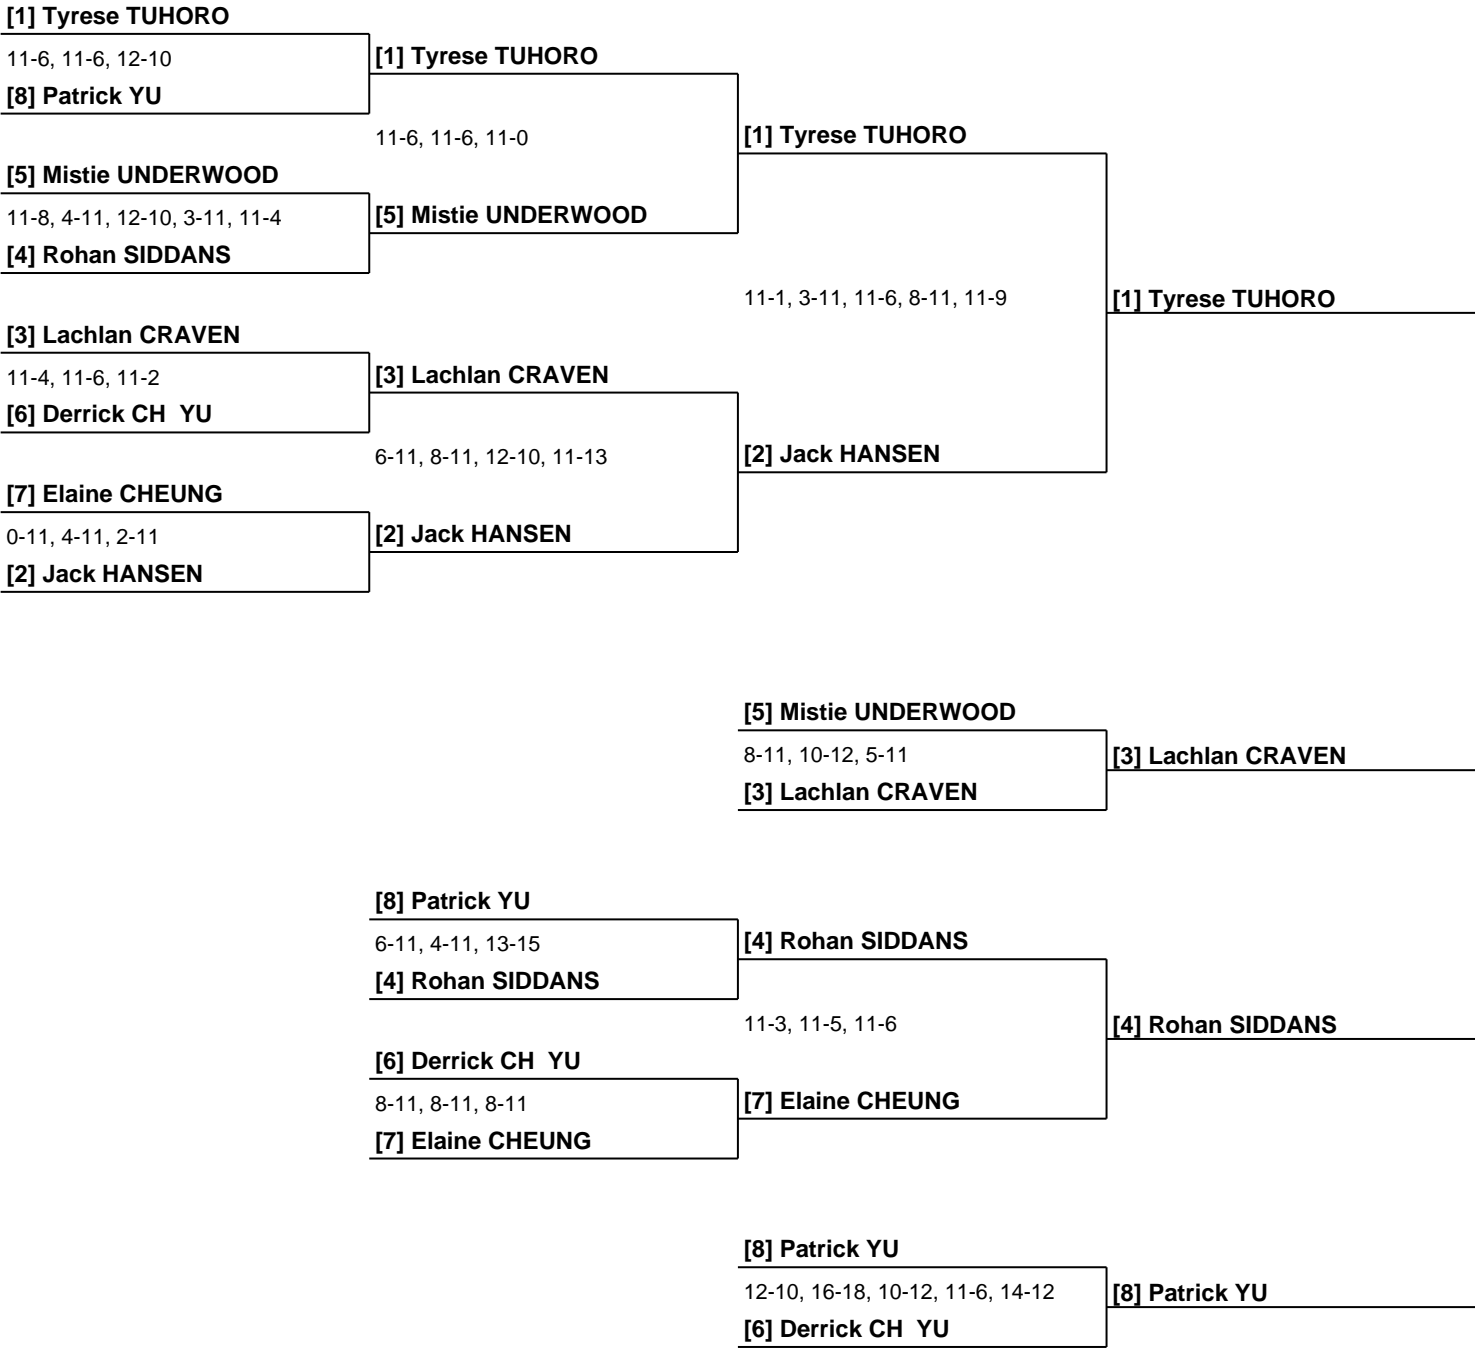 [1] Tyrese TUHORO
11-6, 11-6, 12-10
[1] Tyrese TUHORO
[8] Patrick YU
11-6, 11-6, 11-0
[1] Tyrese TUHORO
[5] Mistie UNDERWOOD
11-8, 4-11, 12-10, 3-11, 11-4
[5] Mistie UNDERWOOD
[4] Rohan SIDDANS
11-1, 3-11, 11-6, 8-11, 11-9
[1] Tyrese TUHORO
[3] Lachlan CRAVEN
11-4, 11-6, 11-2
[3] Lachlan CRAVEN
[6] Derrick CH  YU
6-11, 8-11, 12-10, 11-13
[2] Jack HANSEN
[7] Elaine CHEUNG
0-11, 4-11, 2-11
[2] Jack HANSEN
[2] Jack HANSEN
[5] Mistie UNDERWOOD
8-11, 10-12, 5-11
[3] Lachlan CRAVEN
[3] Lachlan CRAVEN
[8] Patrick YU
6-11, 4-11, 13-15
[4] Rohan SIDDANS
[4] Rohan SIDDANS
11-3, 11-5, 11-6
[4] Rohan SIDDANS
[6] Derrick CH  YU
8-11, 8-11, 8-11
[7] Elaine CHEUNG
[7] Elaine CHEUNG
[8] Patrick YU
12-10, 16-18, 10-12, 11-6, 14-12
[8] Patrick YU
[6] Derrick CH  YU